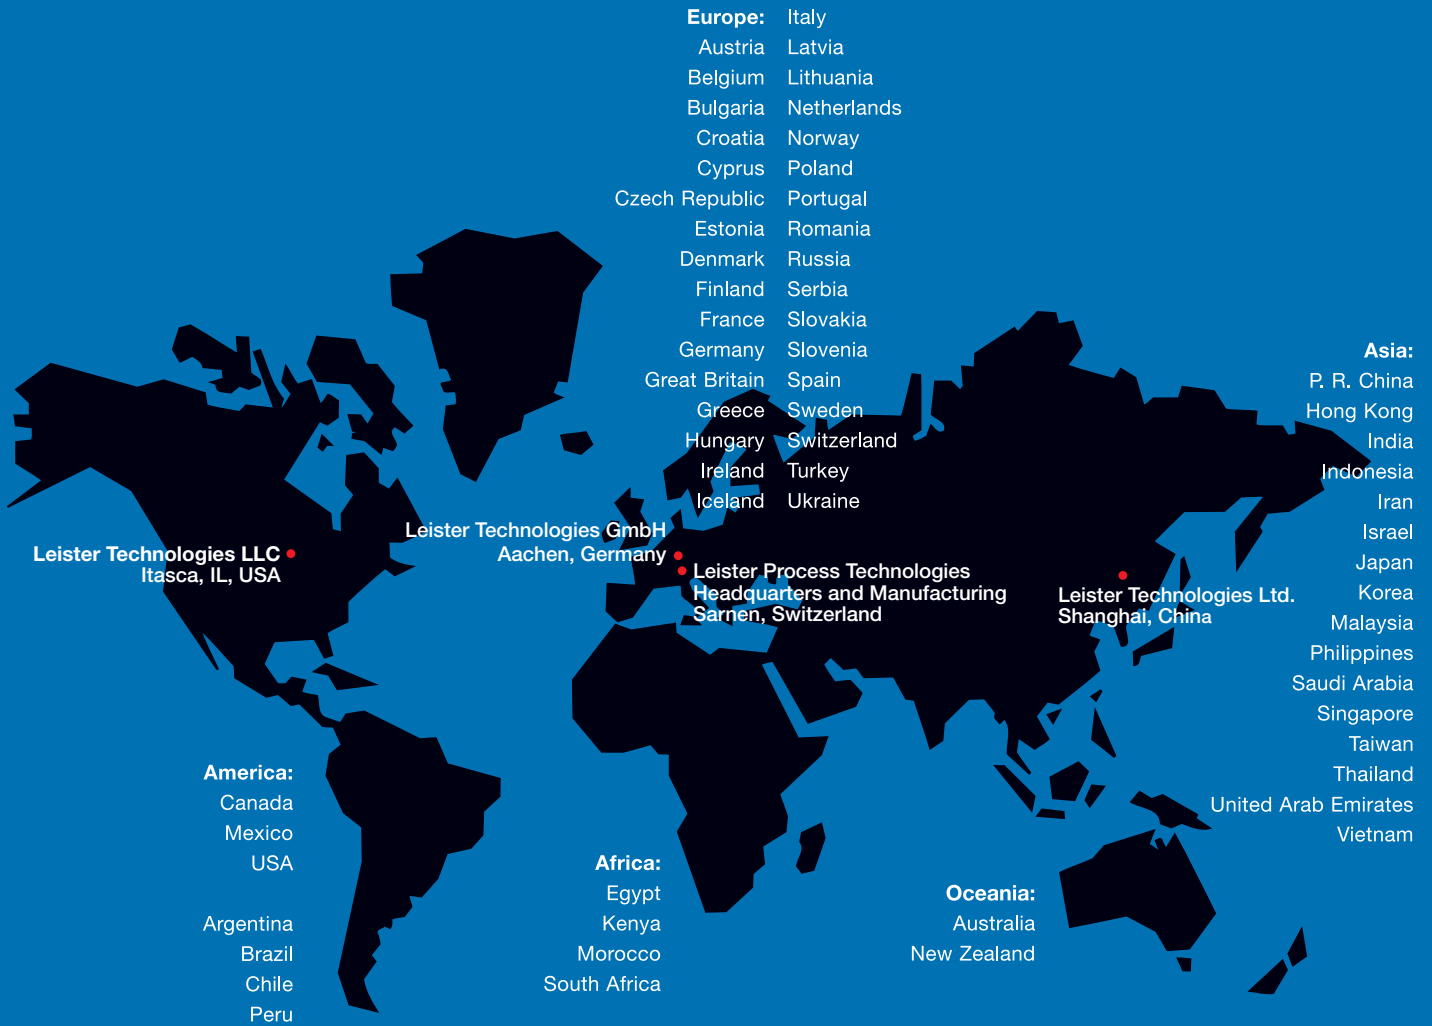 Europe:
Austria
Belgium
Bulgaria
Croatia
Cyprus
Czech Republic
Estonia
Denmark
Finland
France
Germany
Great Britain
Greece
Hungary
Ireland
Iceland
Italy
Latvia
Lithuania
Netherlands
Norway
Poland
Portugal
Romania
Russia
Serbia
Slovakia
Slovenia
Spain
Sweden
Switzerland
Turkey
Ukraine
Asia:
P. R. China
Hong Kong
India
Indonesia
Iran
Israel
Japan
Korea
Malaysia
Philippines
Saudi Arabia
Singapore
Taiwan
Thailand
United Arab Emirates
Vietnam
Leister Technologies LLC
Itasca, IL, USA
Leister Technologies GmbH
Aachen, Germany
Leister Process Technologies
Headquarters and Manufacturing
Sarnen, Switzerland
Leister Technologies Ltd.
Shanghai, China
America:
Canada
Mexico
USA
Argentina
Brazil
Chile
Peru
Africa:
Egypt
Kenya
Morocco
South Africa
Oceania:
Australia
New Zealand